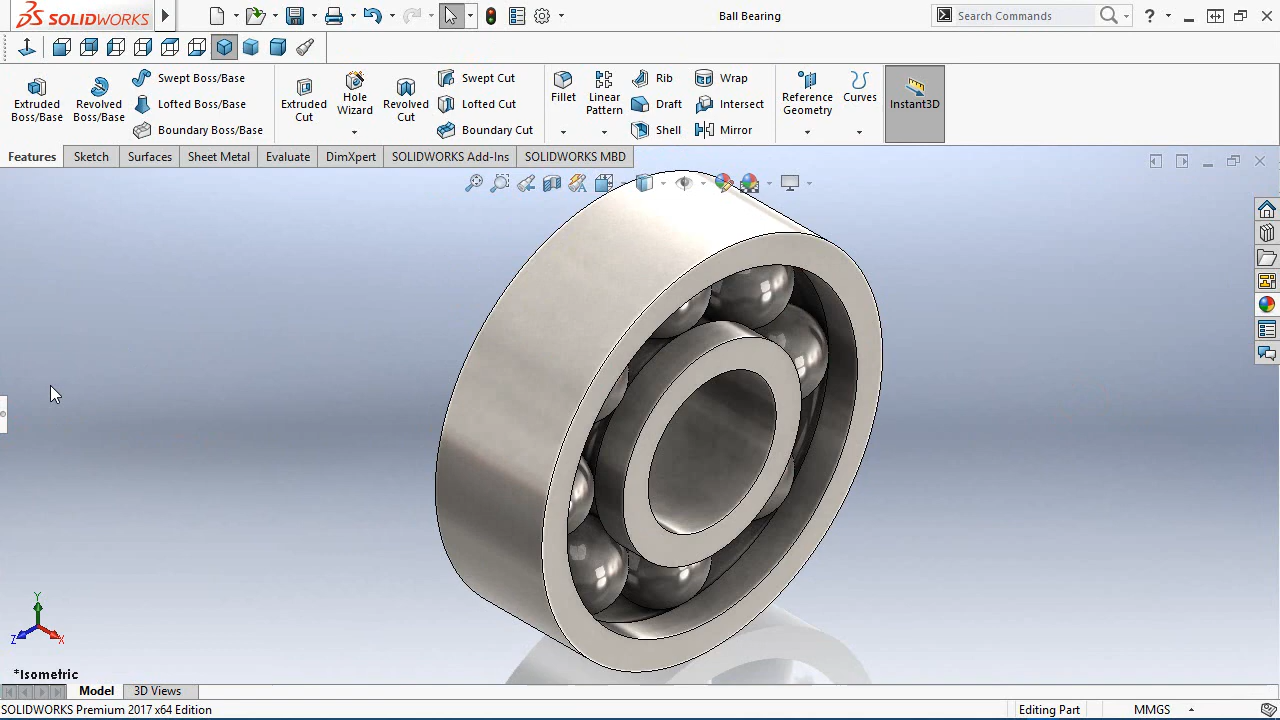 SOLIDWORKS
Ball Bearing
Search Commands
?
Extruded Boss/Base
Revolved Boss/Base
Swept Boss/Base
Lofted Boss/Base
Boundary Boss/Base
Extruded Cut
Hole Wizard
Revolved Cut
Swept Cut
Lofted Cut
Boundary Cut
Fillet
Linear Pattern
Rib
Draft
Shell
Wrap
Intersect
Mirror
Reference Geometry
Curves
Instant3D
Features
Sketch
Surfaces
Sheet Metal
Evaluate
DimXpert
SOLIDWORKS Add-Ins
SOLIDWORKS MBD
Y
Z
X
*Isometric
Model
3D Views
SOLIDWORKS Premium 2017 x64 Edition
Editing Part
MMGS